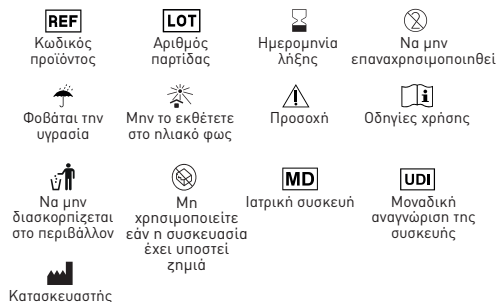 REF
Κωδικός
προϊόντος
LOT
Αριθμός
παρτίδας
Ημερομηνία
λήξης
2
Να μην
επαναχρησιμοποιηθεί
Φοβάται την
υγρασία
Μην το εκθέτετε
στο ηλιακό φως
Προσοχή
i
Οδηγίες χρήσης
Να μην
διασκορπίζεται
στο περιβάλλον
Μη
χρησιμοποιείτε
εάν η συσκευασία
έχει υποστεί
ζημιά
MD
Ιατρική συσκευή
UDI
Μοναδική
αναγνώριση της
συσκευής
Κατασκευαστής